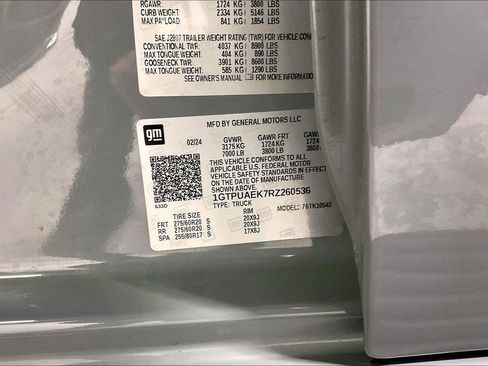 RGAWR 1724 KG / 3800 LBS
CURB WEIGHT 2334 KG / 5146 LBS
MAX PAYLOAD 841 KG / 1854 LBS
SAE J2807 TRAILER WEIGHT RATING (TWR) FOR VEHICLE
CONVENTIONAL TWR: 4037 KG / 8900 LBS
MAX TONGUE WEIGHT: 404 KG / 890 LBS
GOOSENECK TWR: 3901 KG / 8600 LBS
MAX TONGUE WEIGHT: 585 KG / 1290 LBS
SEE OWNER'S MANUAL FOR MORE INFORMATION
gm
MFD BY GENERAL MOTORS LLC
02/24 GVWR GAWR FRT
3175 KG 1724 KG 1724
7000 LB 3800 LB 3800
THIS VEHICLE CONFORMS TO ALL
APPLICABLE U.S. FEDERAL MOTOR
VEHICLE SAFETY STANDARDS IN EFFECT
ON THE DATE OF MANUFACTURE
SHOWN ABOVE.
1GTPUAEK7RZ260536
TYPE: TRUCK MODEL: 76TK10543
TIRE SIZE RIM
FRT 275/60R20 S 20X9J
RR 275/60R20 S 20X9J
SPA 255/80R17 S 17X8J